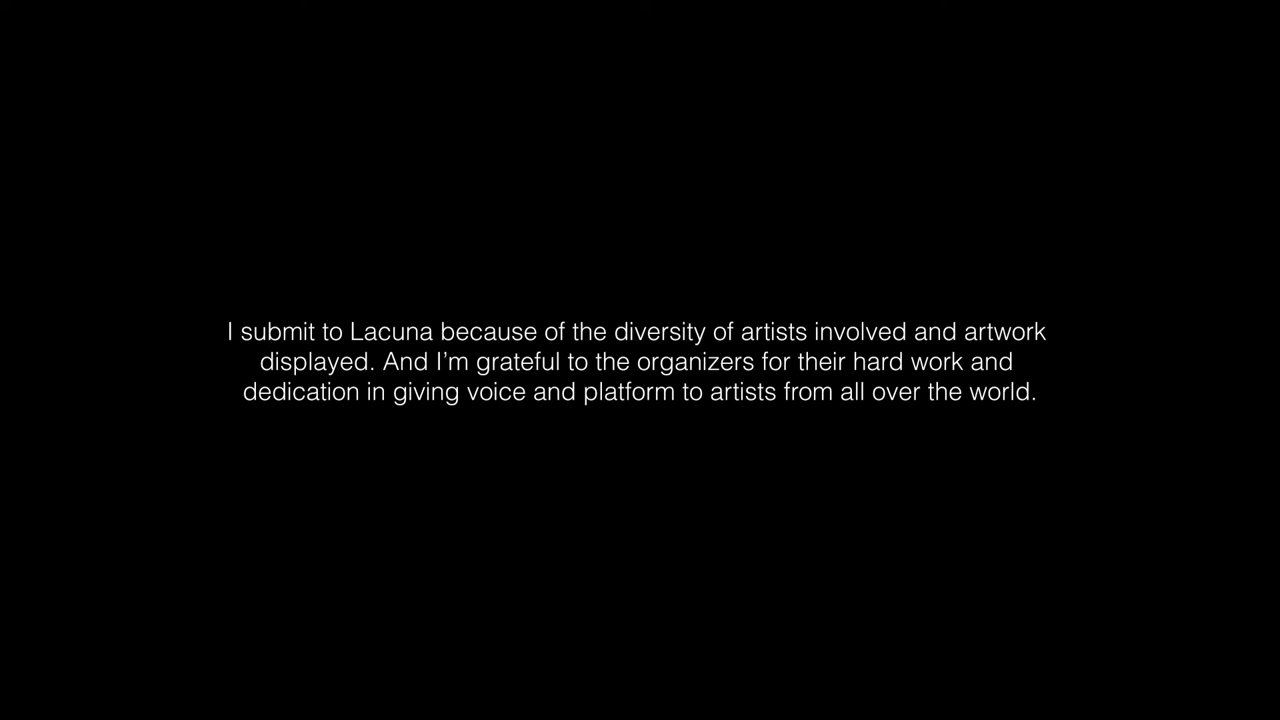 I submit to Lacuna because of the diversity of artists involved and artwork
displayed. And I’m grateful to the organizers for their hard work and
dedication in giving voice and platform to artists from all over the world.